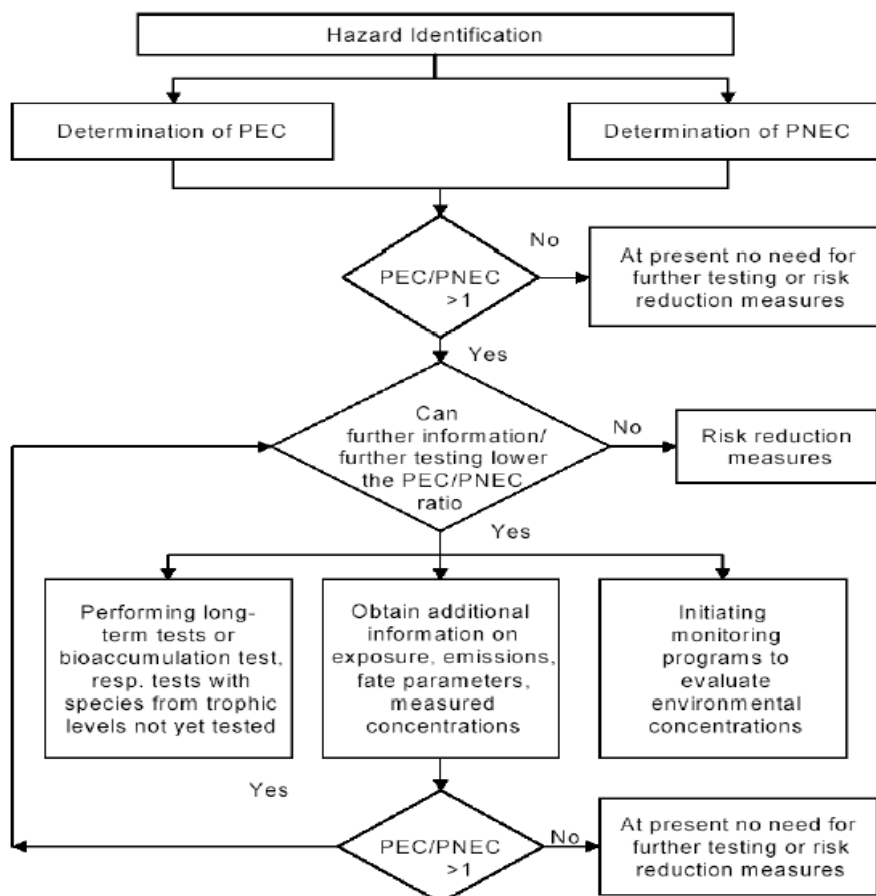 Hazard Identification
Determination of PEC
Determination of PNEC
No
At present no need for
further testing or risk
reduction measures
PEC/PNEC
>1
Yes
Can
further information/
further testing lower
the PEC/PNEC
ratio
No
Risk reduction
measures
Yes
Performing long-
term tests or
bioaccumulation test,
resp. tests with
species from trophic
levels not yet tested
Obtain additional
information on
exposure, emissions,
fate parameters,
measured
concentrations
Initiating
monitoring
programs to
evaluate
environmental
concentrations
Yes
PEC/PNEC
>1
No
At present no need for
further testing or risk
reduction measures